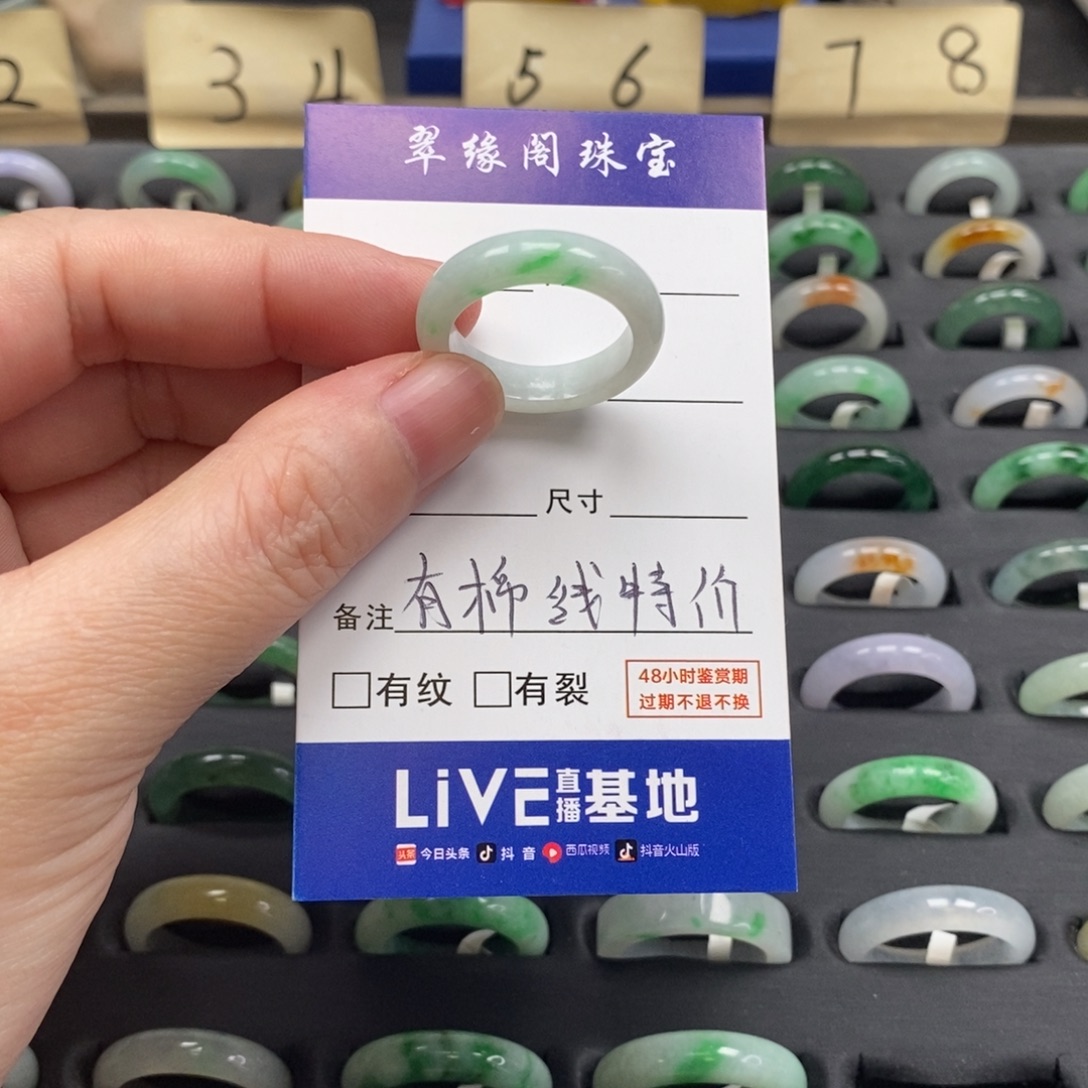 2
3 4
5 6
7 8
翠缘阁珠宝
尺寸
备注 有棉线特价
□有纹 □有裂
48小时鉴赏期
过期不退不换
LiVE直播基地
头条 今日头条 抖音 西瓜视频 抖音火山版